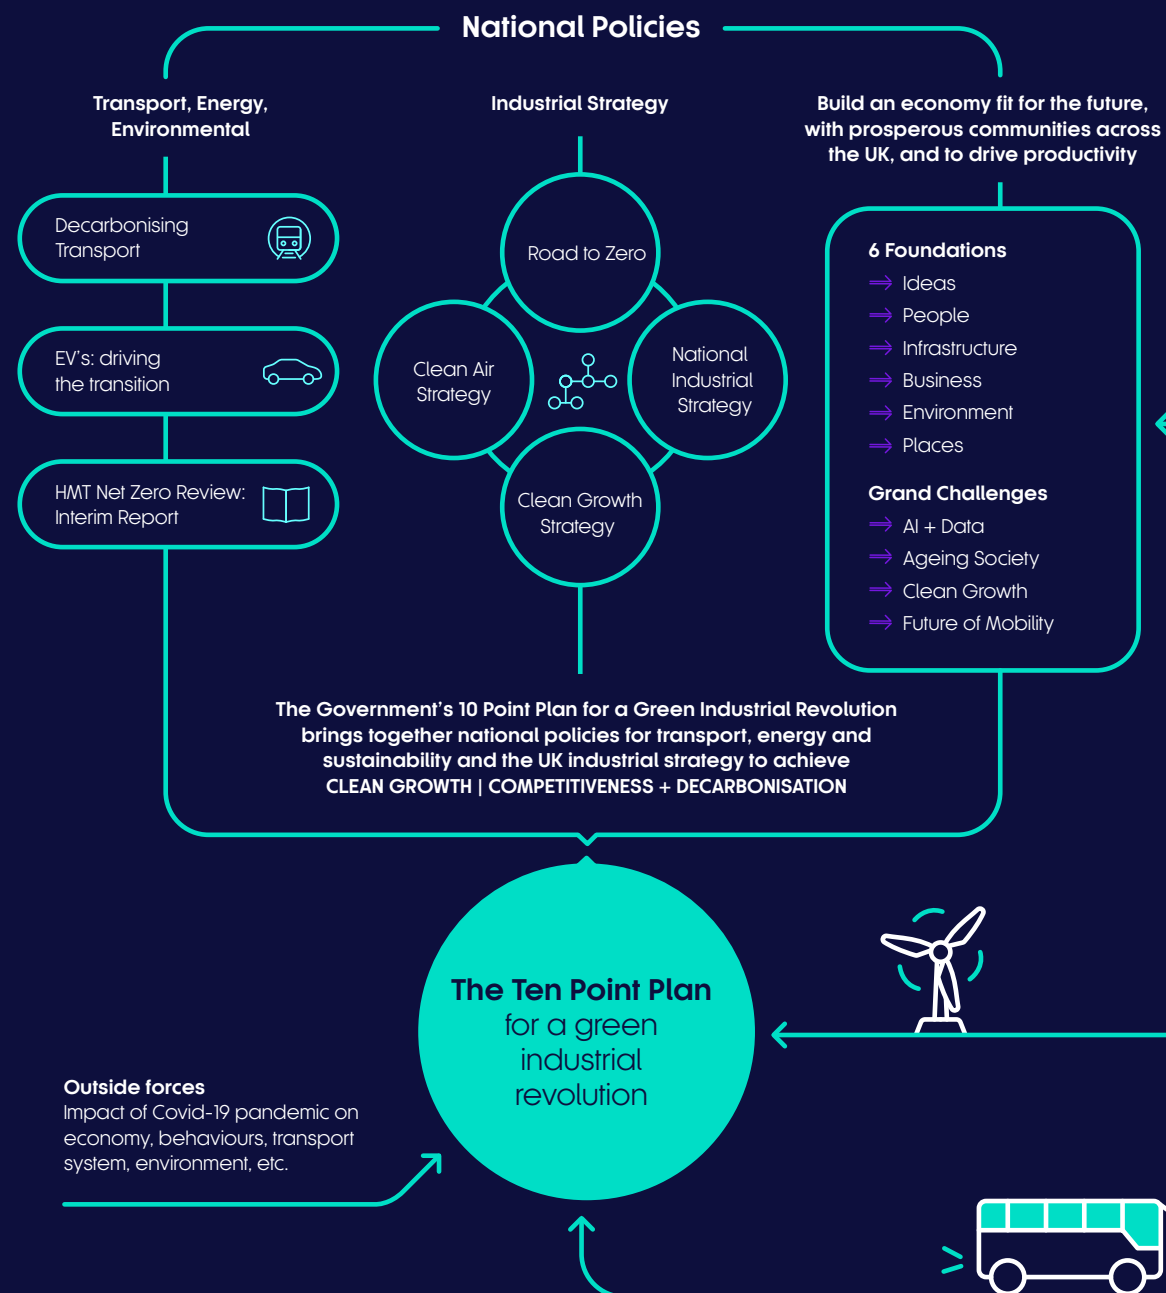 National Policies
Transport, Energy,
Environmental
Decarbonising
Transport
EV's: driving
the transition
HMT Net Zero Review:
Interim Report
Industrial Strategy
Road to Zero
Clean Air
Strategy
National
Industrial
Strategy
Clean Growth
Strategy
Build an economy fit for the future,
with prosperous communities across
the UK, and to drive productivity
6 Foundations
⇒ Ideas
⇒ People
⇒ Infrastructure
⇒ Business
⇒ Environment
⇒ Places
Grand Challenges
⇒ AI + Data
⇒ Ageing Society
⇒ Clean Growth
⇒ Future of Mobility
The Government's 10 Point Plan for a Green Industrial Revolution
brings together national policies for transport, energy and
sustainability and the UK industrial strategy to achieve
CLEAN GROWTH | COMPETITIVENESS + DECARBONISATION
The Ten Point Plan
for a green
industrial
revolution
Outside forces
Impact of Covid-19 pandemic on
economy, behaviours, transport
system, environment, etc.